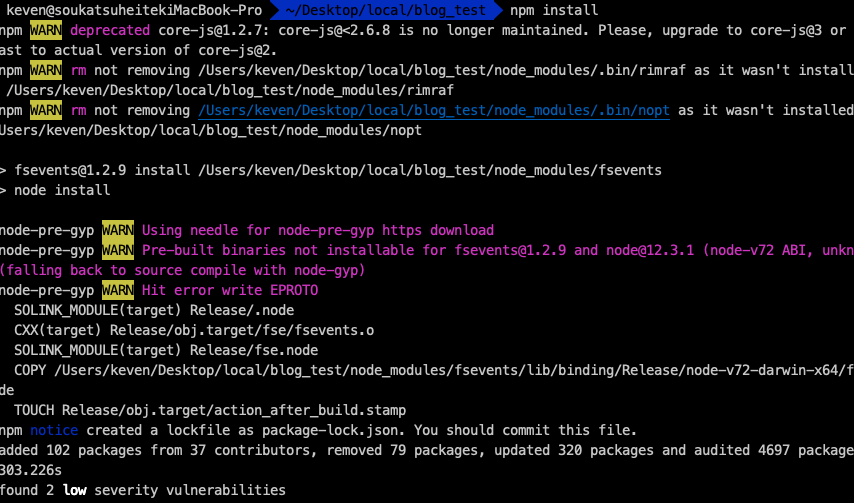 keven@soukatsuheitekiMacBook-Pro ~/Desktop/local/blog_test npm install
npm WARN deprecated core-js@1.2.7: core-js@<2.6.8 is no longer maintained. Please, upgrade to core-js@3 or
ast to actual version of core-js@2.
npm WARN rm not removing /Users/keven/Desktop/local/blog_test/node_modules/.bin/rimraf as it wasn't install
/Users/keven/Desktop/local/blog_test/node_modules/rimraf
npm WARN rm not removing /Users/keven/Desktop/local/blog_test/node_modules/.bin/nopt as it wasn't installed
Users/keven/Desktop/local/blog_test/node_modules/nopt
> fsevents@1.2.9 install /Users/keven/Desktop/local/blog_test/node_modules/fsevents
> node install
node-pre-gyp WARN Using needle for node-pre-gyp https download
node-pre-gyp WARN Pre-built binaries not installable for fsevents@1.2.9 and node@12.3.1 (node-v72 ABI, unkn
(falling back to source compile with node-gyp)
node-pre-gyp WARN Hit error write EPROTO
SOLINK_MODULE(target) Release/.node
CXX(target) Release/obj.target/fse/fsevents.o
SOLINK_MODULE(target) Release/fse.node
COPY /Users/keven/Desktop/local/blog_test/node_modules/fsevents/lib/binding/Release/node-v72-darwin-x64/f
de
TOUCH Release/obj.target/action_after_build.stamp
npm notice created a lockfile as package-lock.json. You should commit this file.
added 102 packages from 37 contributors, removed 79 packages, updated 320 packages and audited 4697 package
303.226s
found 2 low severity vulnerabilities